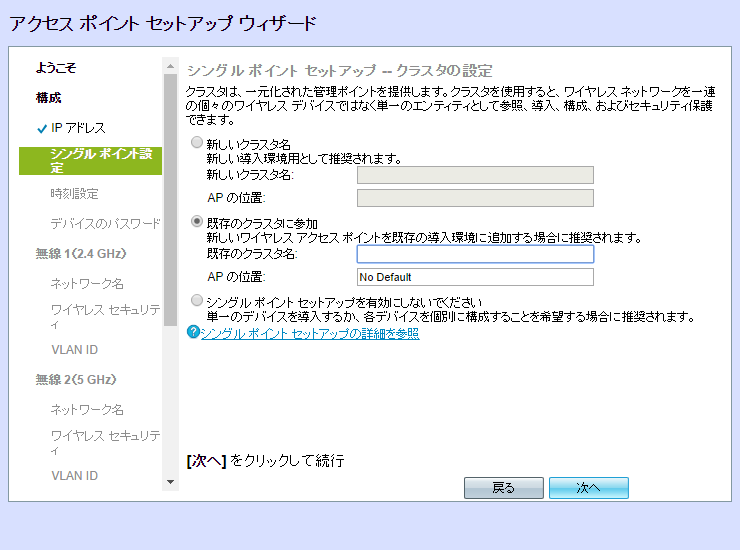 アクセス ポイント セットアップ ウィザード
ようこそ
構成
IP アドレス
シングル ポイント設
定
時刻設定
デバイスのパスワード
無線 1(2.4 GHz)
ネットワーク名
ワイヤレス セキュリテ
ィ
VLAN ID
無線 2(5 GHz)
ネットワーク名
ワイヤレス セキュリテ
ィ
VLAN ID
シングル ポイント セットアップ -- クラスタの設定
クラスタは、一元化された管理ポイントを提供します。クラスタを使用すると、ワイヤレス ネットワークを一連
の個々のワイヤレス デバイスではなく単一のエンティティとして参照、導入、構成、およびセキュリティ保護
できます。
新しいクラスタ名
新しい導入環境用として推奨されます。
新しいクラスタ名:
AP の位置:
既存のクラスタに参加
新しいワイヤレス アクセス ポイントを既存の導入環境に追加する場合に推奨されます。
既存のクラスタ名:
AP の位置: No Default
シングル ポイント セットアップを有効にしないでください
単一のデバイスを導入するか、各デバイスを個別に構成することを希望する場合に推奨されます。
?シングル ポイント セットアップの詳細を参照
[次へ] をクリックして続行
戻る 次へ